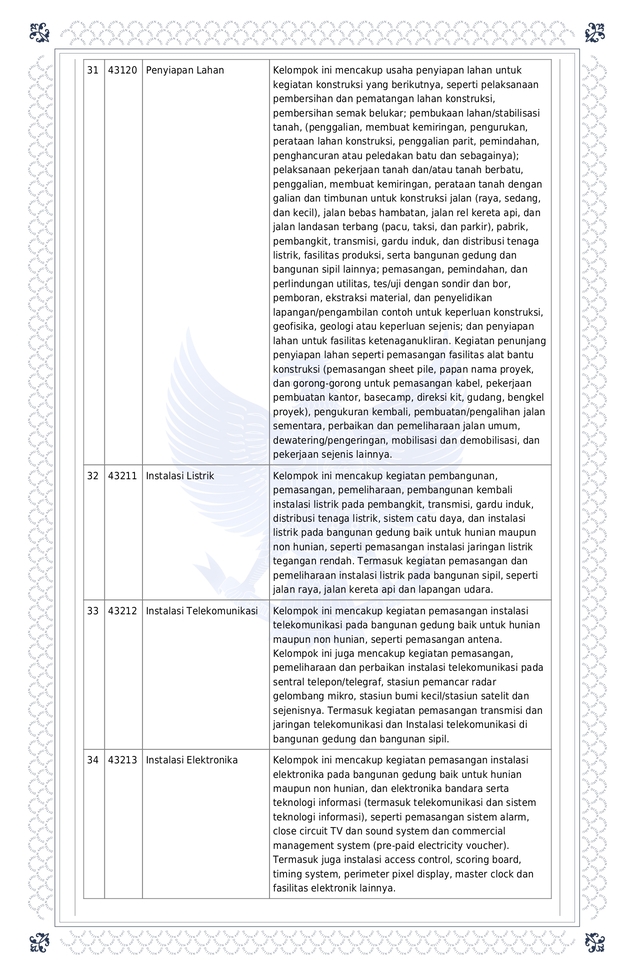 31 43120 Penyiapan Lahan Kelompok ini mencakup usaha penyiapan lahan untuk
kegiatan konstruksi yang berikutnya, seperti pelaksanaan
pembersihan dan pematangan lahan konstruksi,
pembersihan semak belukar; pembukaan lahan/stabilisasi
tanah, (penggalian, membuat kemiringan, pengurukan,
perataan lahan konstruksi, penggalian parit, pemindahan,
penghancuran atau peledakan batu dan sebagainya);
pelaksanaan pekerjaan tanah dan/atau tanah berbatu,
penggalian, membuat kemiringan, perataan tanah dengan
galian dan timbunan untuk konstruksi jalan (raya, sedang,
dan kecil), jalan bebas hambatan, jalan rel kereta api, dan
jalan landasan terbang (pacu, taksi, dan parkir), pabrik,
pembangkit, transmisi, gardu induk, dan distribusi tenaga
listrik, fasilitas produksi, serta bangunan gedung dan
bangunan sipil lainnya; pemasangan, pemindahan, dan
perlindungan utilitas, tes/uji dengan sondir dan bor,
pemboran, ekstraksi material, dan penyelidikan
lapangan/pengambilan contoh untuk keperluan konstruksi,
geofisika, geologi atau keperluan sejenis; dan penyiapan
lahan untuk fasilitas ketenaganukliran. Kegiatan penunjang
penyiapan lahan seperti pemasangan fasilitas alat bantu
konstruksi (pemasangan sheet pile, papan nama proyek,
dan gorong-gorong untuk pemasangan kabel, pekerjaan
pembuatan kantor, basecamp, direksi kit, gudang, bengkel
proyek), pengukuran kembali, pembuatan/pengalihan jalan
sementara, perbaikan dan pemeliharaan jalan umum,
dewatering/pengeringan, mobilisasi dan demobilisasi, dan
pekerjaan sejenis lainnya.
32 43211 Instalasi Listrik Kelompok ini mencakup kegiatan pembangunan,
pemasangan, pemeliharaan, pembangunan kembali
instalasi listrik pada pembangkit, transmisi, gardu induk,
distribusi tenaga listrik, sistem catu daya, dan instalasi
listrik pada bangunan gedung baik untuk hunian maupun
non hunian, seperti pemasangan instalasi jaringan listrik
tegangan rendah. Termasuk kegiatan pemasangan dan
pemeliharaan instalasi listrik pada bangunan sipil, seperti
jalan raya, jalan kereta api dan lapangan udara.
33 43212 Instalasi Telekomunikasi Kelompok ini mencakup kegiatan pemasangan instalasi
telekomunikasi pada bangunan gedung baik untuk hunian
maupun non hunian, seperti pemasangan antena.
Kelompok ini juga mencakup kegiatan pemasangan,
pemeliharaan dan perbaikan instalasi telekomunikasi pada
sentral telepon/telegraf, stasiun pemancar radar
gelombang mikro, stasiun bumi kecil/stasiun satelit dan
sejenisnya. Termasuk kegiatan pemasangan transmisi dan
jaringan telekomunikasi dan Instalasi telekomunikasi di
bangunan gedung dan bangunan sipil.
34 43213 Instalasi Elektronika Kelompok ini mencakup kegiatan pemasangan instalasi
elektronika pada bangunan gedung baik untuk hunian
maupun non hunian, dan elektronika bandara serta
teknologi informasi (termasuk telekomunikasi dan sistem
teknologi informasi), seperti pemasangan sistem alarm,
close circuit TV dan sound system dan commercial
management system (pre-paid electricity voucher).
Termasuk juga instalasi access control, scoring board,
timing system, perimeter pixel display, master clock dan
fasilitas elektronik lainnya.